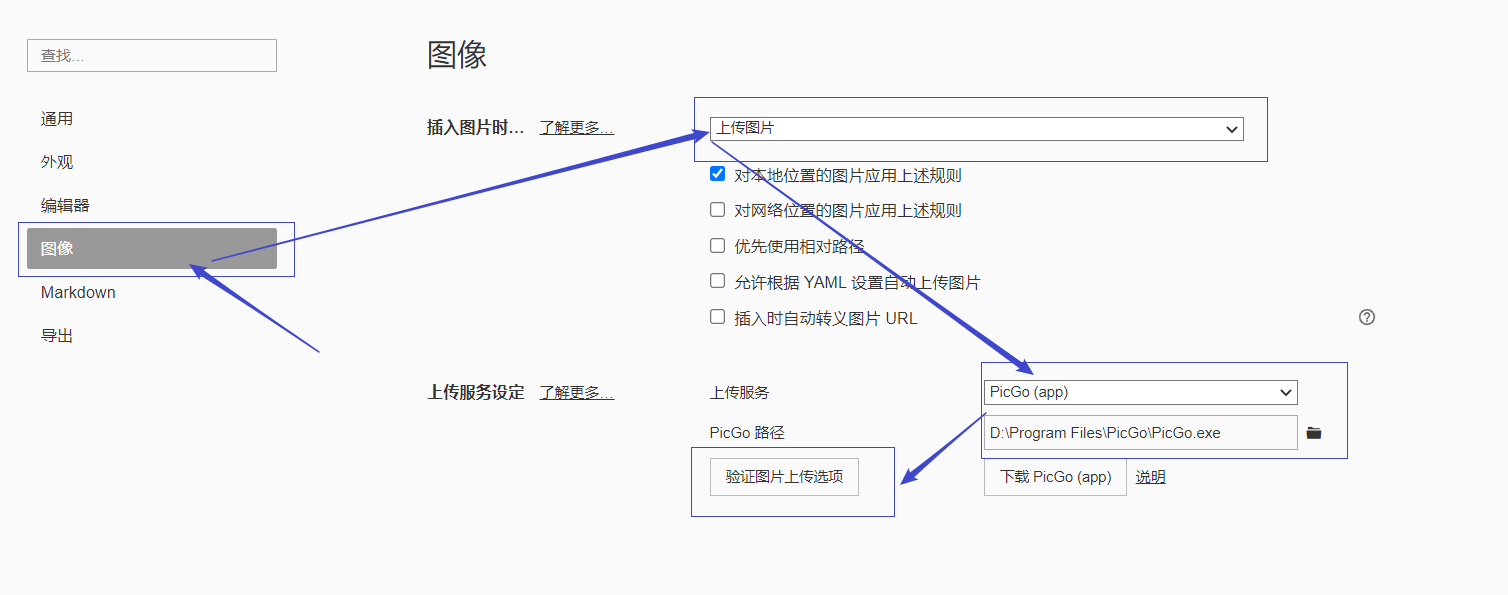 查找...
通用
外观
编辑器
图像
Markdown
导出
图像
插入图片时... 了解更多...
上传图片
对本地位置的图片应用上述规则
对网络位置的图片应用上述规则
优先使用相对路径
允许根据 YAML 设置自动上传图片
插入时自动转义图片 URL
上传服务设定 了解更多...
上传服务 PicGo (app)
PicGo 路径 D:\Program Files\PicGo\PicGo.exe
验证图片上传选项 下载 PicGo (app) 说明